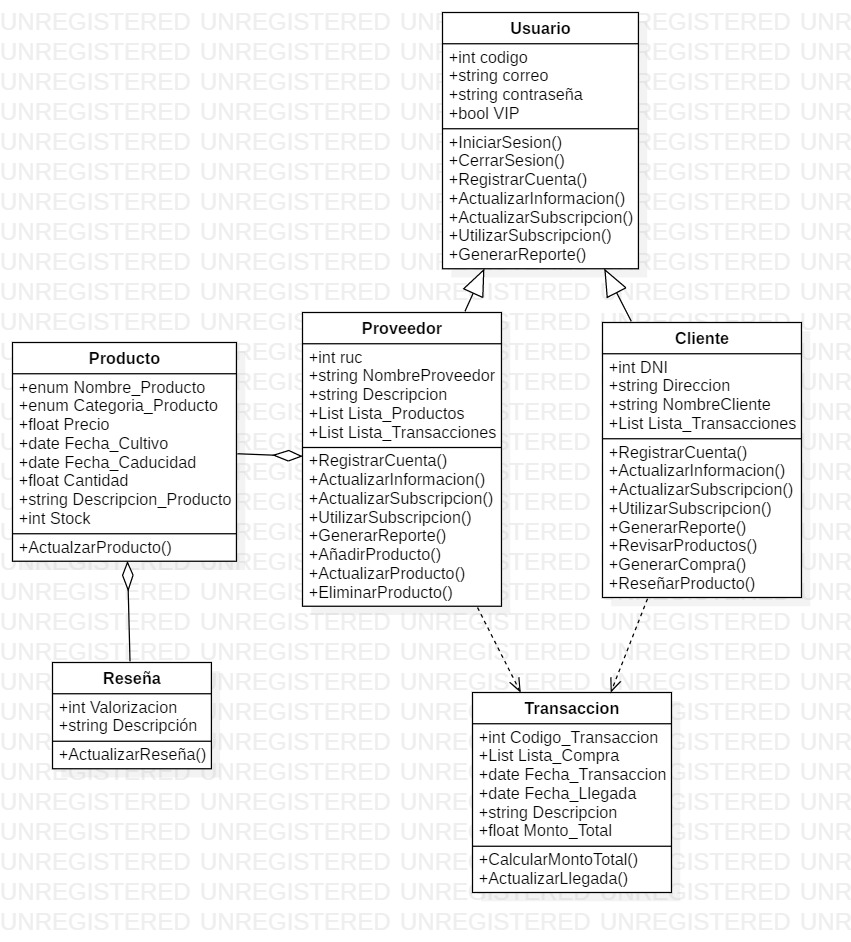 Usuario
+int codigo
+string correo
+string contraseña
+bool VIP
+IniciarSesion()
+CerrarSesion()
+RegistrarCuenta()
+ActualizarInformacion()
+ActualizarSubscripcion()
+UtilizarSubscripcion()
+GenerarReporte()
Proveedor
+int ruc
+string NombreProveedor
+string Descripcion
+List Lista_Productos
+List Lista_Transacciones
+RegistrarCuenta()
+ActualizarInformacion()
+ActualizarSubscripcion()
+UtilizarSubscripcion()
+GenerarReporte()
+AñadirProducto()
+ActualizarProducto()
+EliminarProducto()
Cliente
+int DNI
+string Direccion
+string NombreCliente
+List Lista_Transacciones
+RegistrarCuenta()
+ActualizarInformacion()
+ActualizarSubscripcion()
+UtilizarSubscripcion()
+GenerarReporte()
+RevisarProductos()
+GenerarCompra()
+ReseñarProducto()
Producto
+enum Nombre_Producto
+enum Categoria_Producto
+float Precio
+date Fecha_Cultivo
+date Fecha_Caducidad
+float Cantidad
+string Descripcion_Producto
+int Stock
+ActualzarProducto()
Reseña
+int Valorizacion
+string Descripción
+ActualizarReseña()
Transaccion
+int Codigo_Transaccion
+List Lista_Compra
+date Fecha_Transaccion
+date Fecha_Llegada
+string Descripcion
+float Monto_Total
+CalcularMontoTotal()
+ActualizarLlegada()
UNREGISTERED